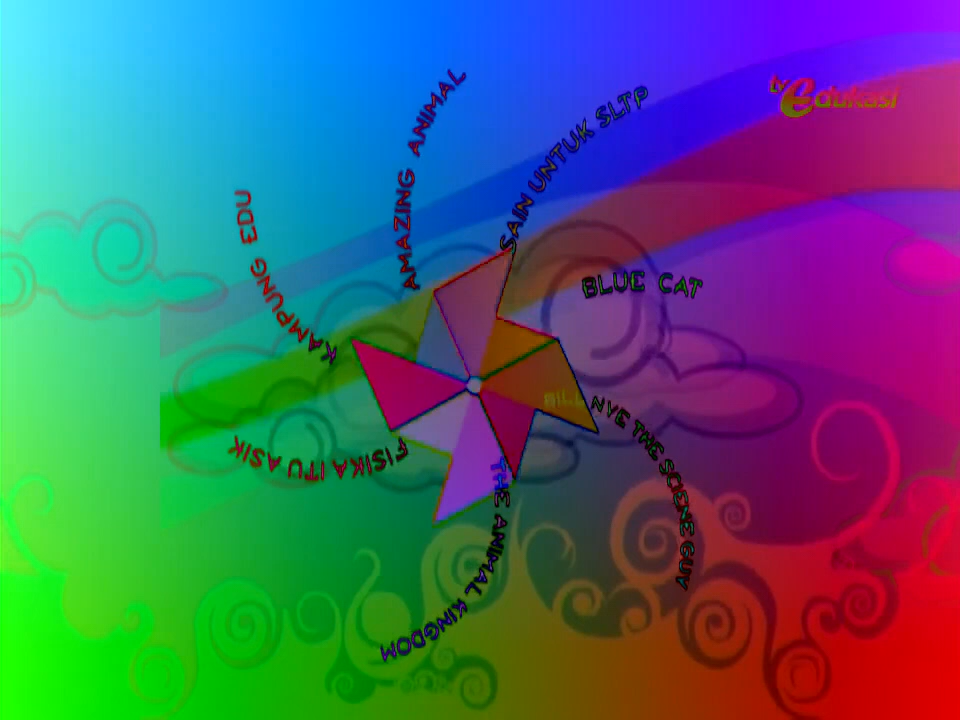 tv Edukasi
AMAZING ANIMAL
SAIN UNTUK SLTP
KAMPUNG EDU
BLUE CAT
BILL NYE THE SCIENE GUY
FISIKA ITU ASIK
THE ANIMAL KINGDOM